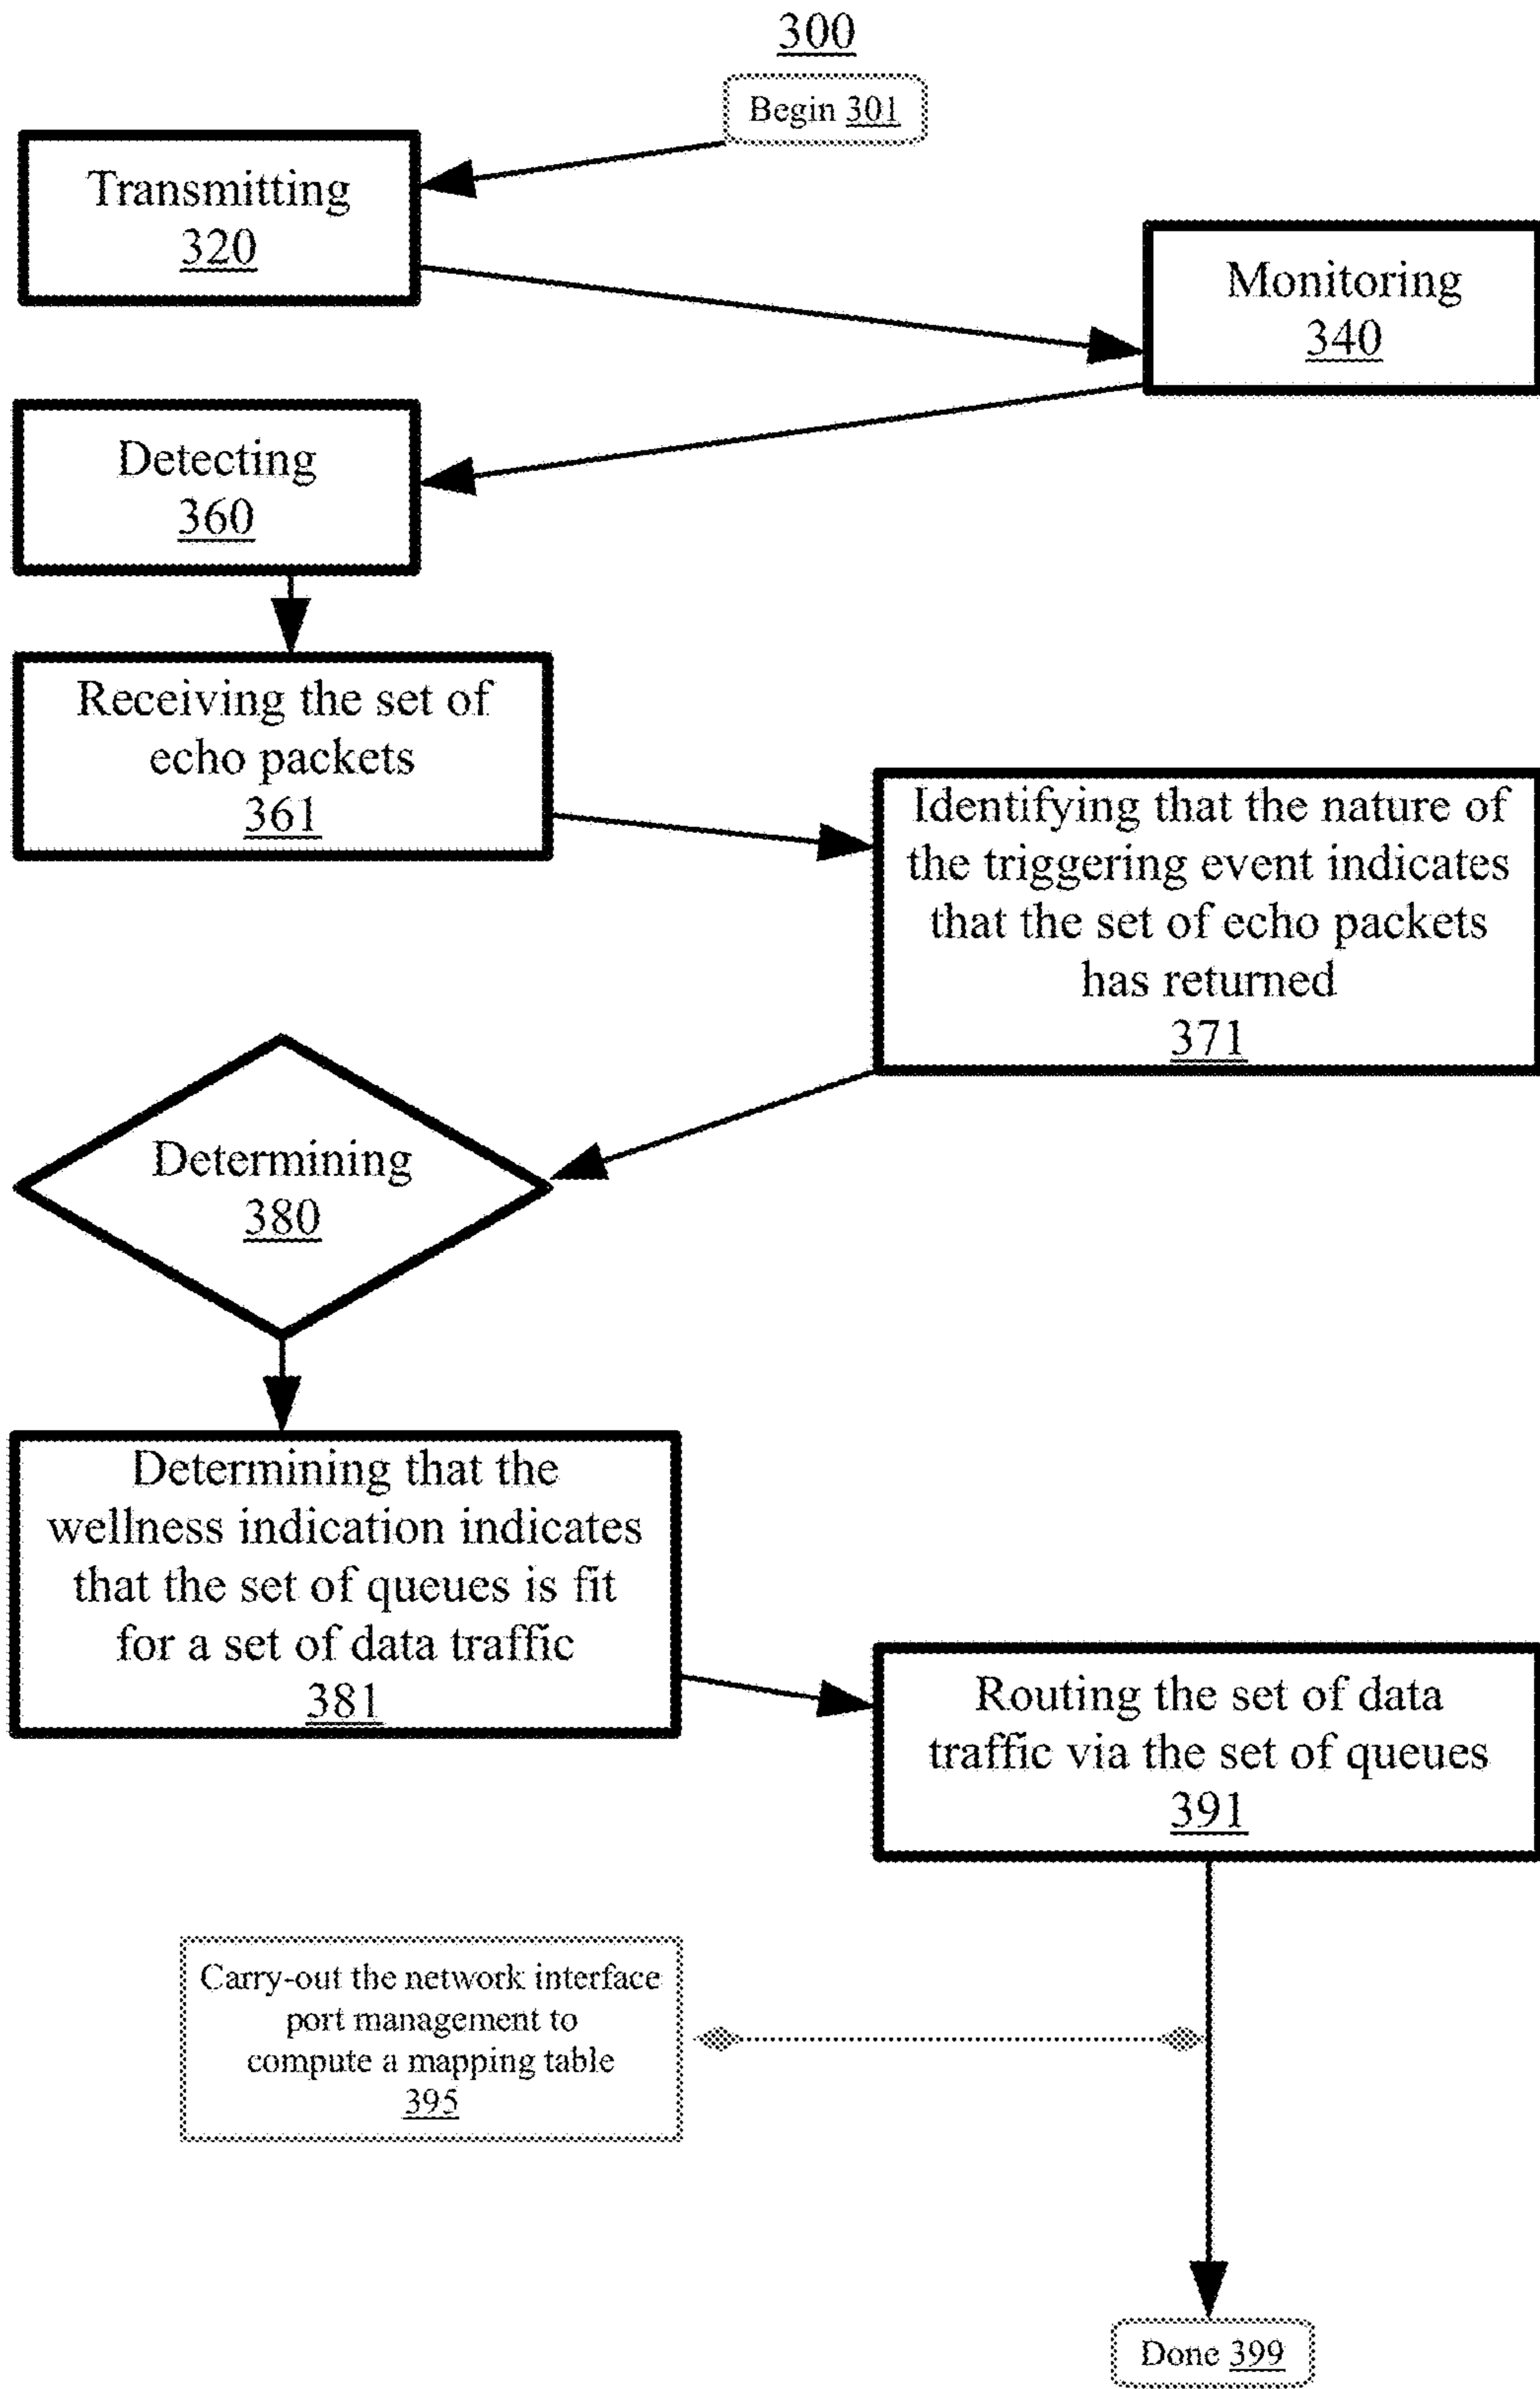 300
Begin 301
Transmitting
320
Monitoring
340
Detecting
360
Receiving the set of
echo packets
361
Identifying that the nature of
the triggering event indicates
that the set of echo packets
has returned
371
Determining
380
Determining that the
wellness indication indicates
that the set of queues is fit
for a set of data traffic
381
Routing the set of data
traffic via the set of queues
391
Carry-out the network interface
port management to
compute a mapping table
395
Done 399